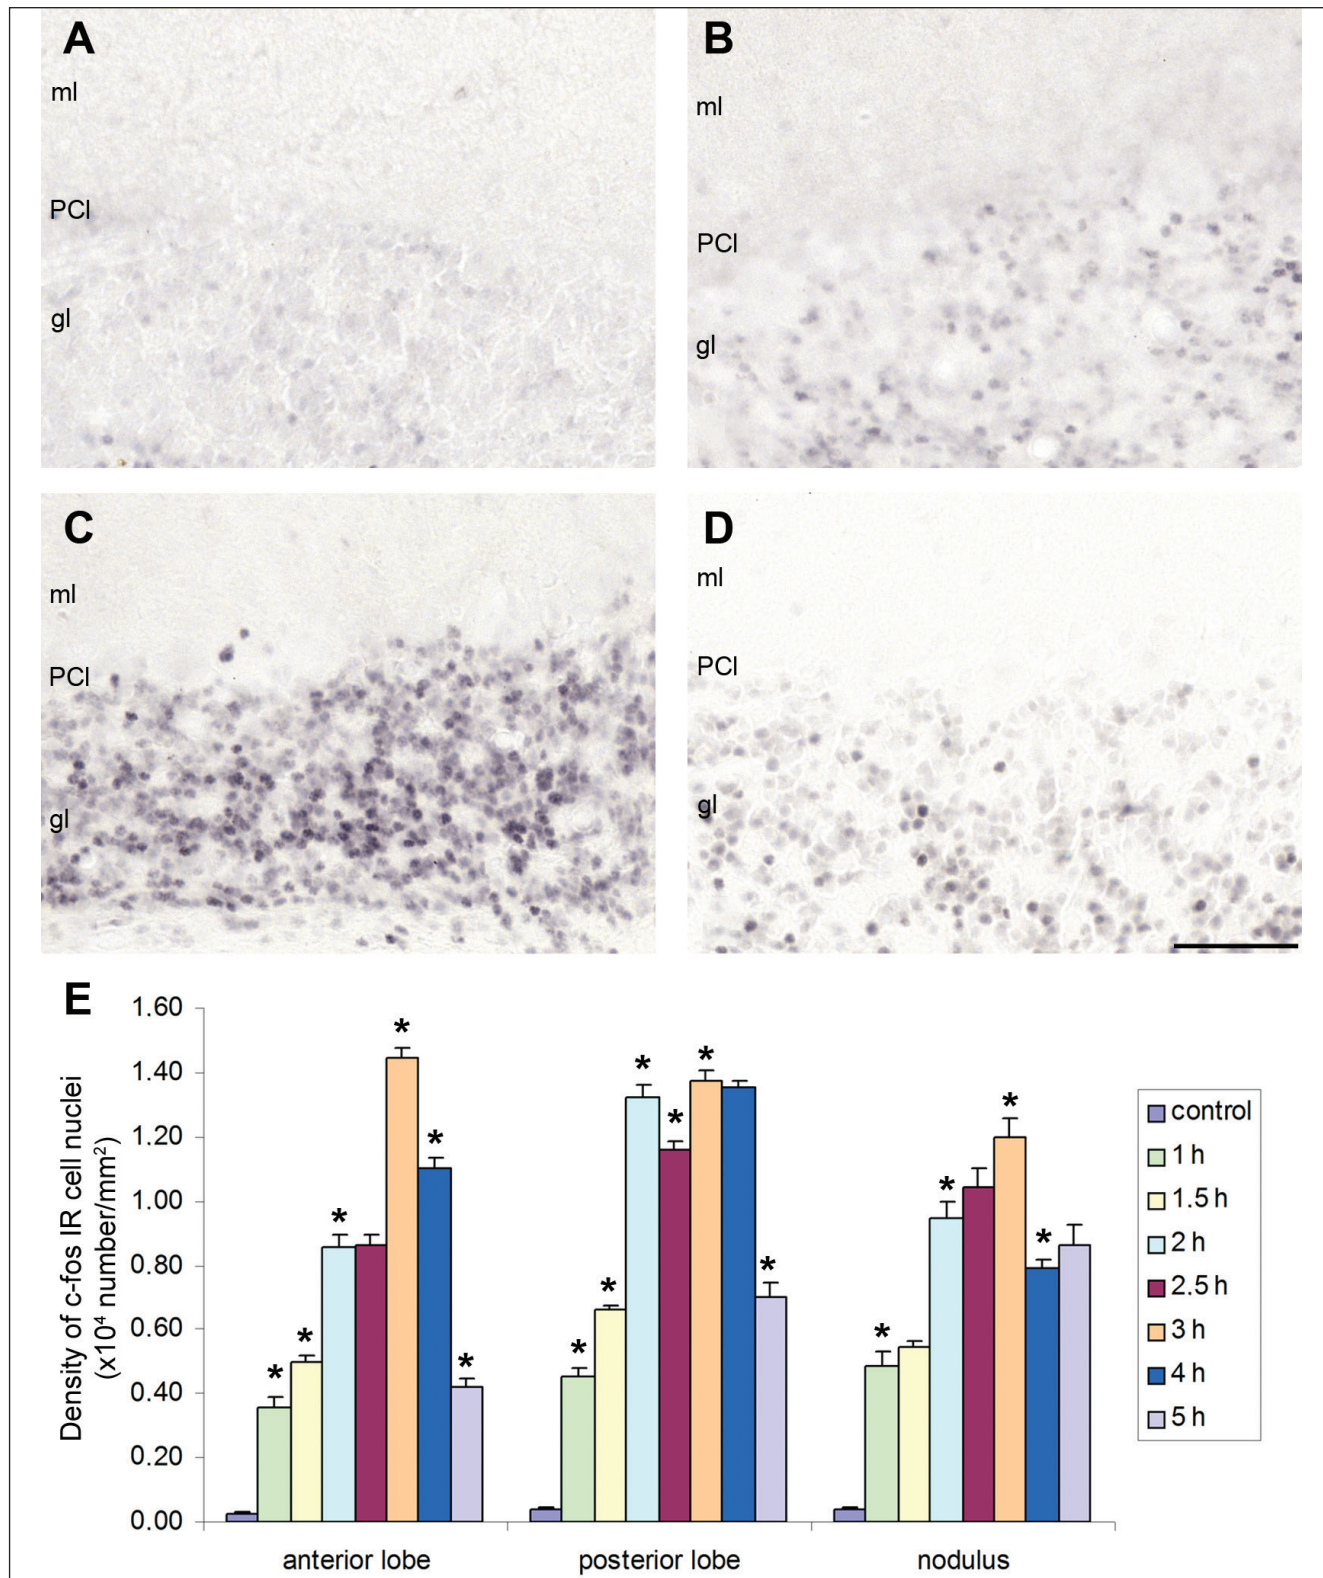 A
ml
PCl
gl
B
ml
PCl
gl
C
ml
PCl
gl
D
ml
PCl
gl
E
Density of c-fos IR cell nuclei
(x10⁴ number/mm²)
1.60
1.40
1.20
1.00
0.80
0.60
0.40
0.20
0.00
* * * * * *
* * * * * *
* * * *
anterior lobe
posterior lobe
nodulus
control
1 h
1.5 h
2 h
2.5 h
3 h
4 h
5 h